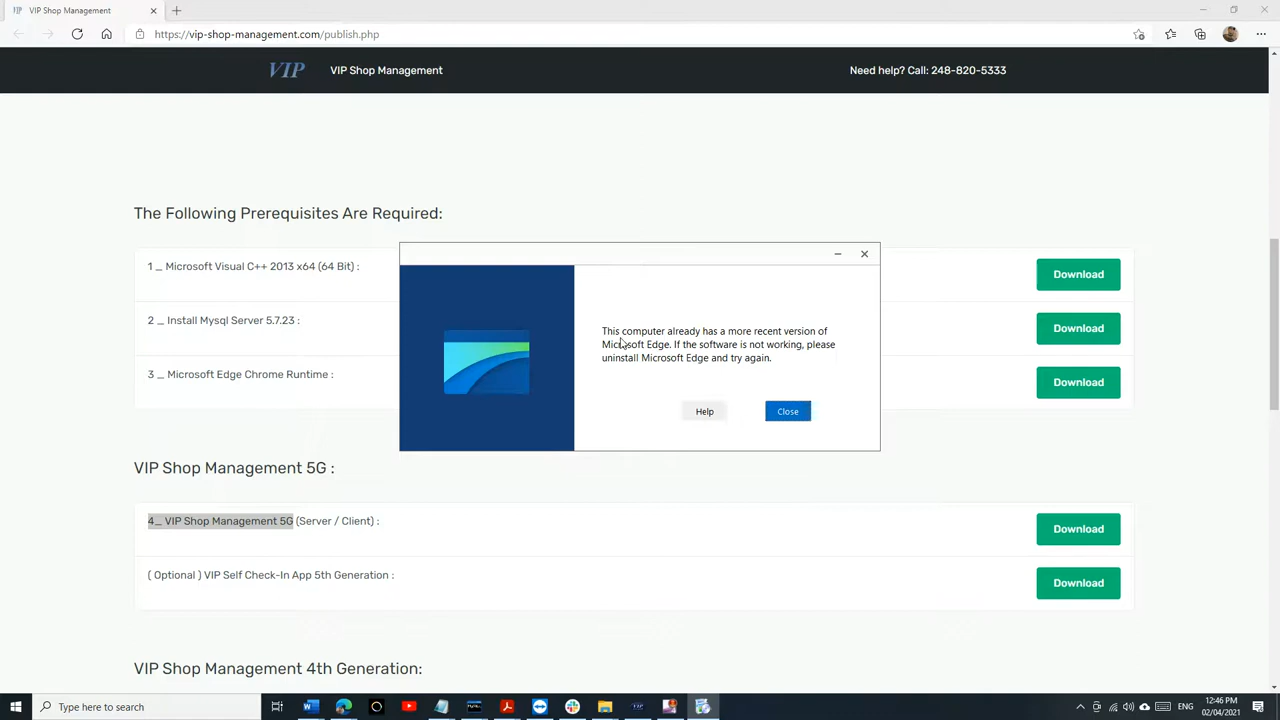 VIP Shop Management
https://vip-shop-management.com/publish.php
VIP
VIP Shop Management
Need help? Call: 248-820-5333
The Following Prerequisites Are Required:
1 _ Microsoft Visual C++ 2013 x64 (64 Bit) :
Download
2 _ Install Mysql Server 5.7.23 :
Download
3 _ Microsoft Edge Chrome Runtime :
Download
This computer already has a more recent version of
Microsoft Edge. If the software is not working, please
uninstall Microsoft Edge and try again.
Help
Close
VIP Shop Management 5G :
4_ VIP Shop Management 5G (Server / Client) :
Download
( Optional ) VIP Self Check-In App 5th Generation :
Download
VIP Shop Management 4th Generation:
Type here to search
ENG
12:46 PM
02/04/2021